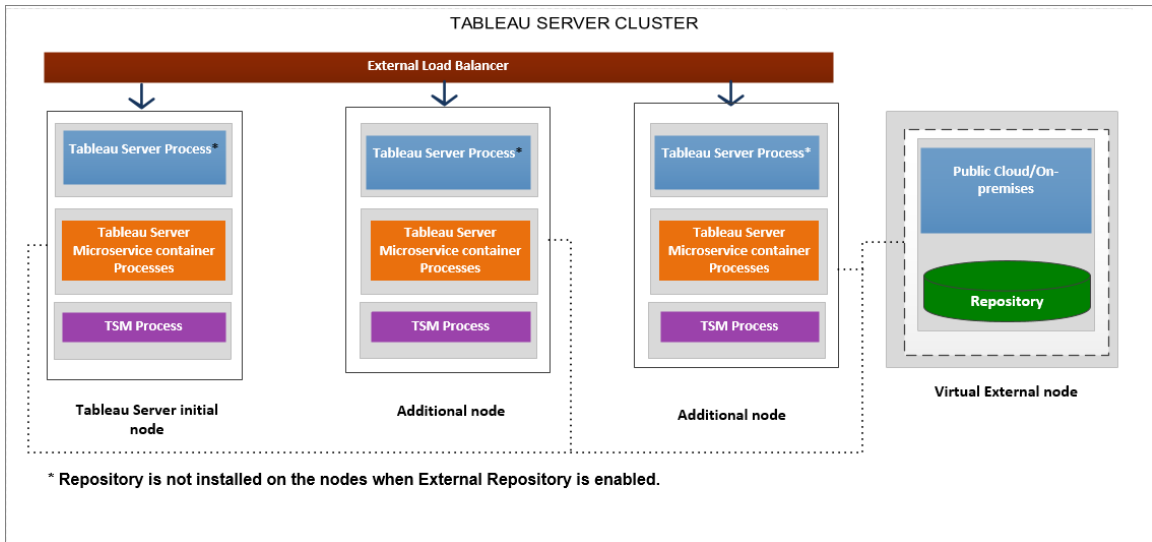 TABLEAU SERVER CLUSTER
External Load Balancer
Tableau Server Process*
Tableau Server
Microservice container
Processes
TSM Process
Tableau Server initial
node
Tableau Server Process*
Tableau Server
Microservice container
Processes
TSM Process
Additional node
Tableau Server Process*
Tableau Server
Microservice container
Processes
TSM Process
Additional node
Public Cloud/On-
premises
Repository
Virtual External node
* Repository is not installed on the nodes when External Repository is enabled.